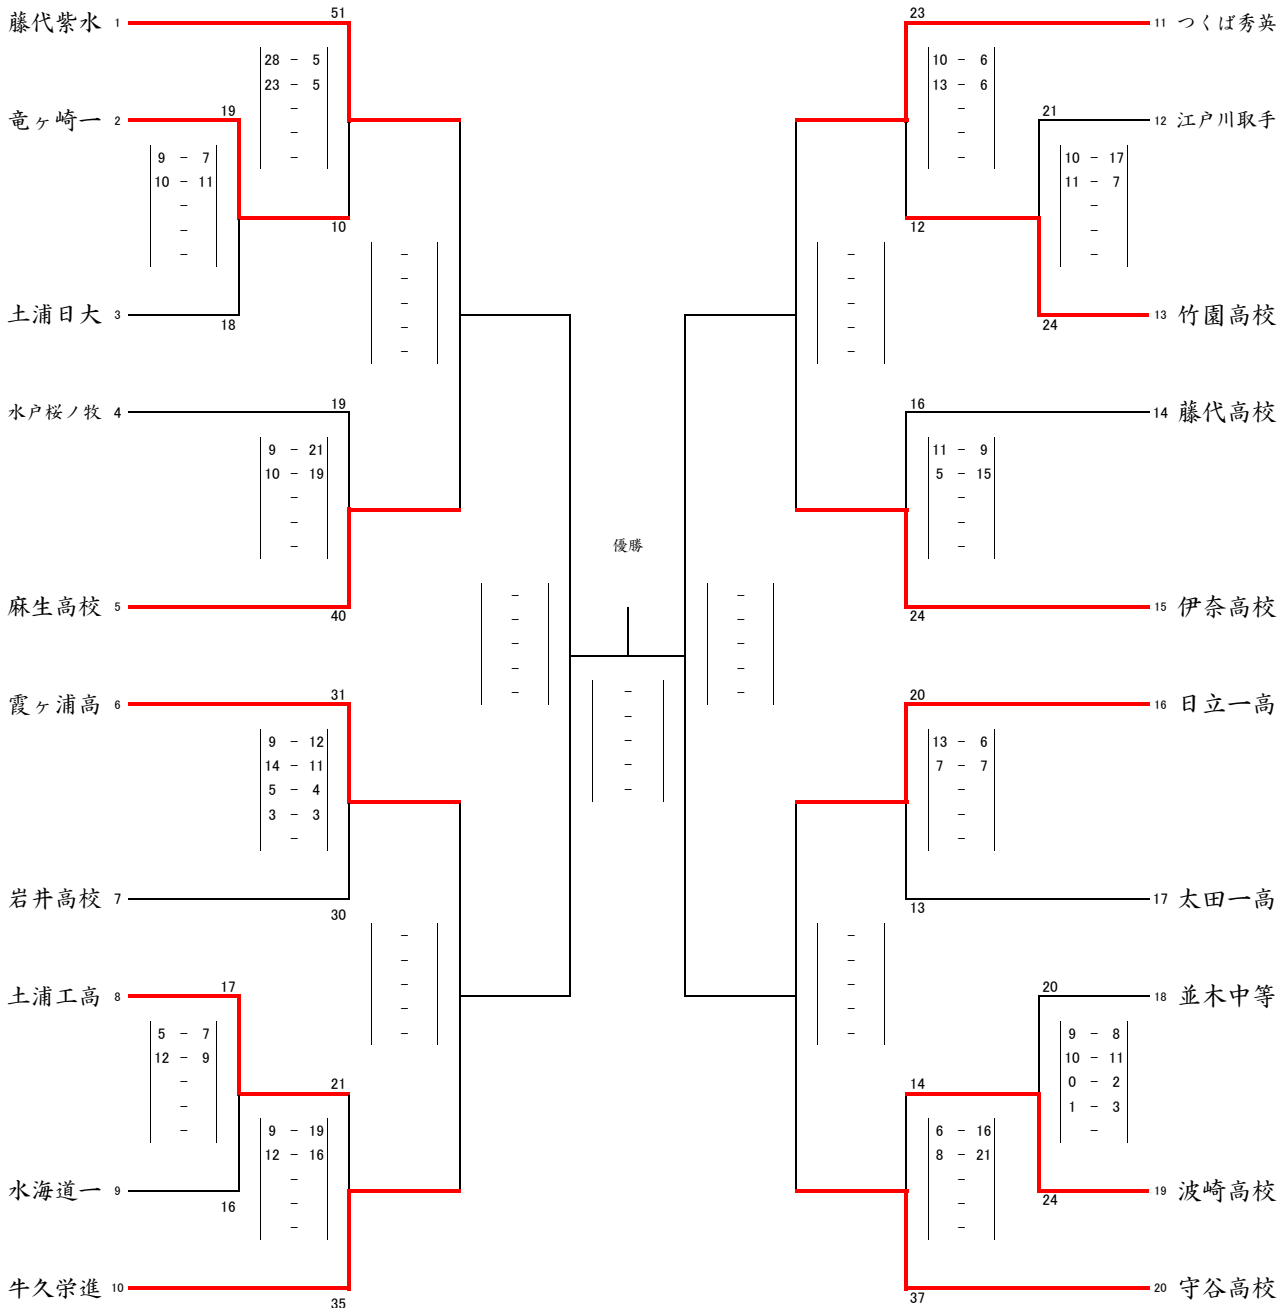 藤代紫水 1 51
28 - 5
23 - 5
-
-
-
竜ヶ崎一 2 19
9 - 7
10 - 11
-
-
-
10
土浦日大 3 18
-
-
-
-
-
水戸桜ノ牧 4 19
9 - 21
10 - 19
-
-
-
麻生高校 5 40
-
-
-
-
-
霞ヶ浦高 6 31
9 - 12
14 - 11
5 - 4
3 - 3
-
岩井高校 7 30
-
-
-
-
-
土浦工高 8 17
5 - 7
12 - 9
-
-
-
21
9 - 19
12 - 16
-
-
-
水海道一 9 16
牛久栄進 10 35
優勝
-
-
-
-
-
23 11 つくば秀英
10 - 6
13 - 6
-
-
-
21 12 江戸川取手
10 - 17
11 - 7
-
-
-
12
24 13 竹園高校
-
-
-
-
-
16 14 藤代高校
11 - 9
5 - 15
-
-
-
24 15 伊奈高校
-
-
-
-
-
20 16 日立一高
13 - 6
7 - 7
-
-
-
13 17 太田一高
-
-
-
-
-
20 18 並木中等
9 - 8
10 - 11
0 - 2
1 - 3
-
14
6 - 16
8 - 21
-
-
-
24 19 波崎高校
37 20 守谷高校